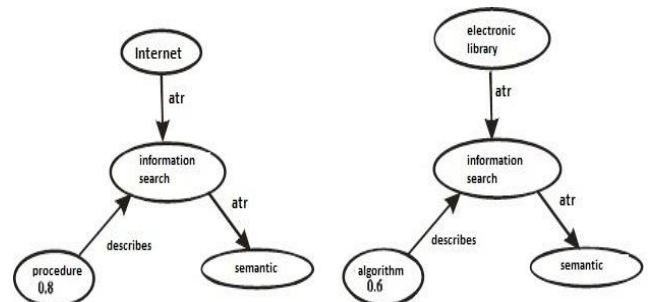 Internet
atr
information
search
atr
describes
procedure
0.8
semantic
electronic
library
atr
information
search
atr
describes
algorithm
0.6
semantic